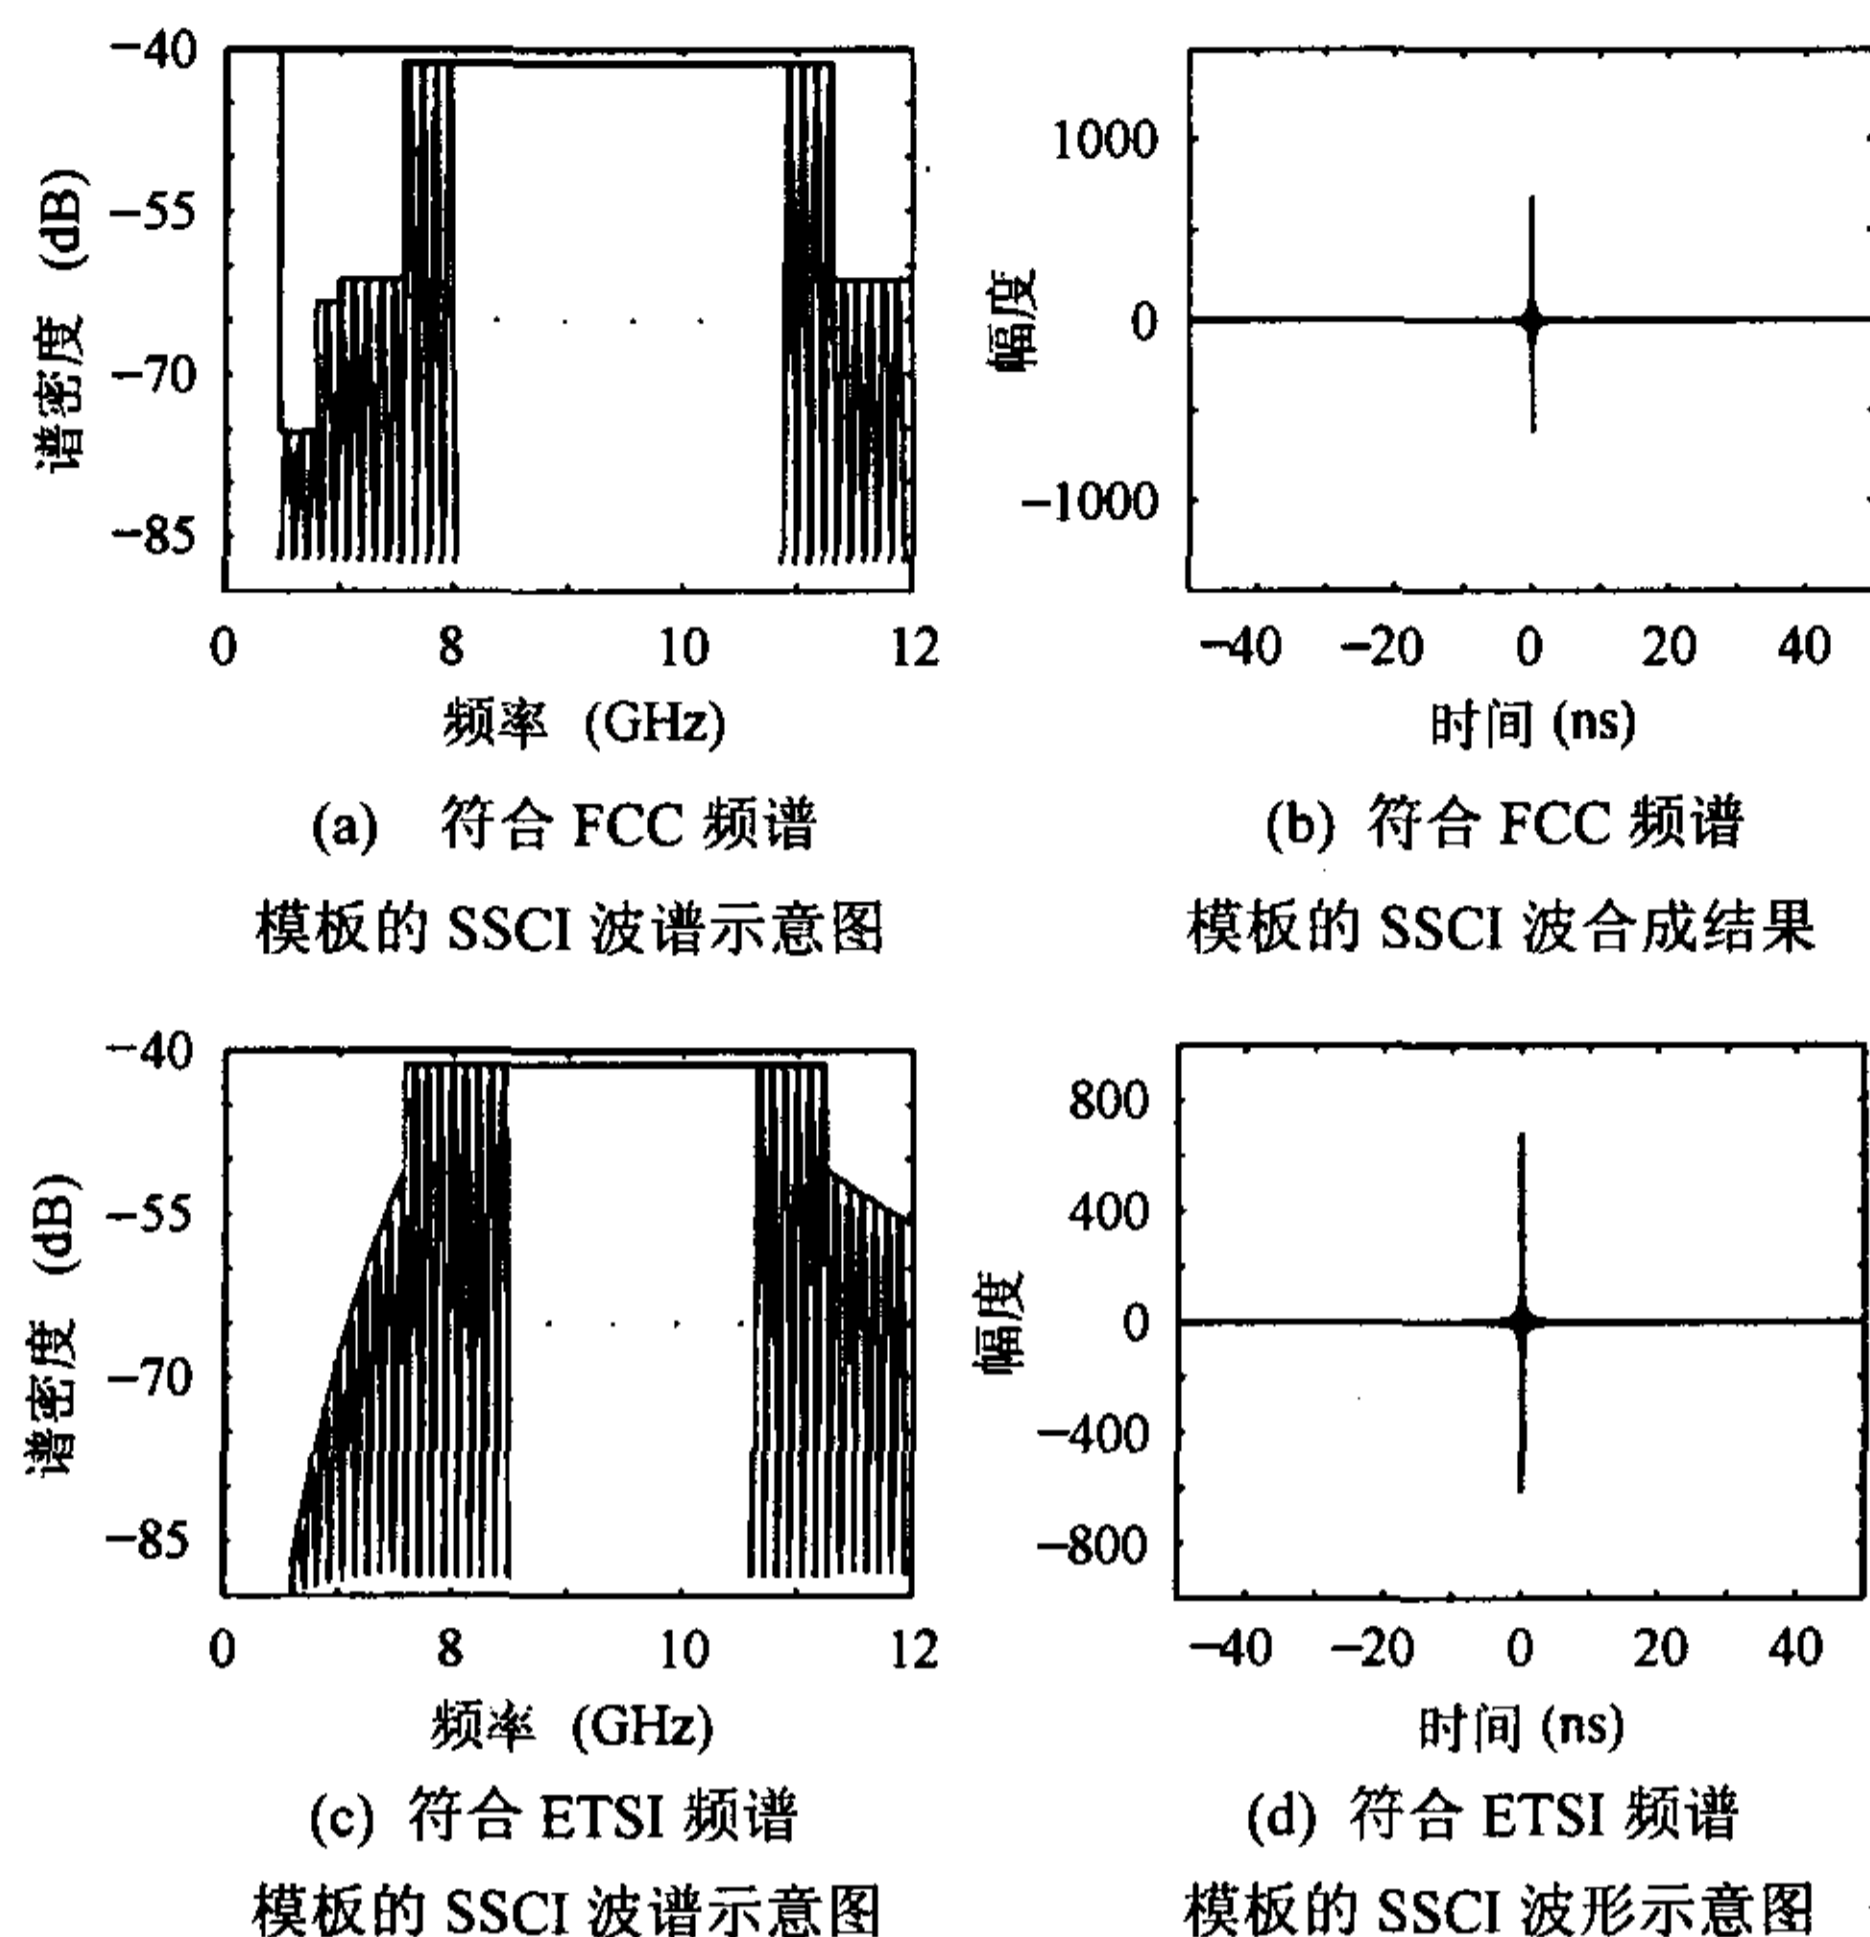 −40
−55
−70
−85
谱密度 (dB)
0 8 10 12
频率 (GHz)
(a) 符合 FCC 频谱
模板的 SSCI 波谱示意图
1000
0
−1000
幅度
−40 −20 0 20 40
时间 (ns)
(b) 符合 FCC 频谱
模板的 SSCI 波合成结果
−40
−55
−70
−85
谱密度 (dB)
0 8 10 12
频率 (GHz)
(c) 符合 ETSI 频谱
模板的 SSCI 波谱示意图
800
400
0
−400
−800
幅度
−40 −20 0 20 40
时间 (ns)
(d) 符合 ETSI 频谱
模板的 SSCI 波形示意图